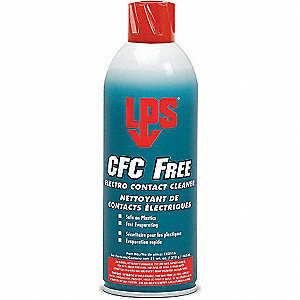 LPS
CFC FREE
ELECTRO CONTACT CLEANER
NETTOYANT DE
CONTACTS ÉLECTRIQUES
Safe on Plastics
Fast Evaporating
Sécuritaire pour les plastiques
Évaporation rapide